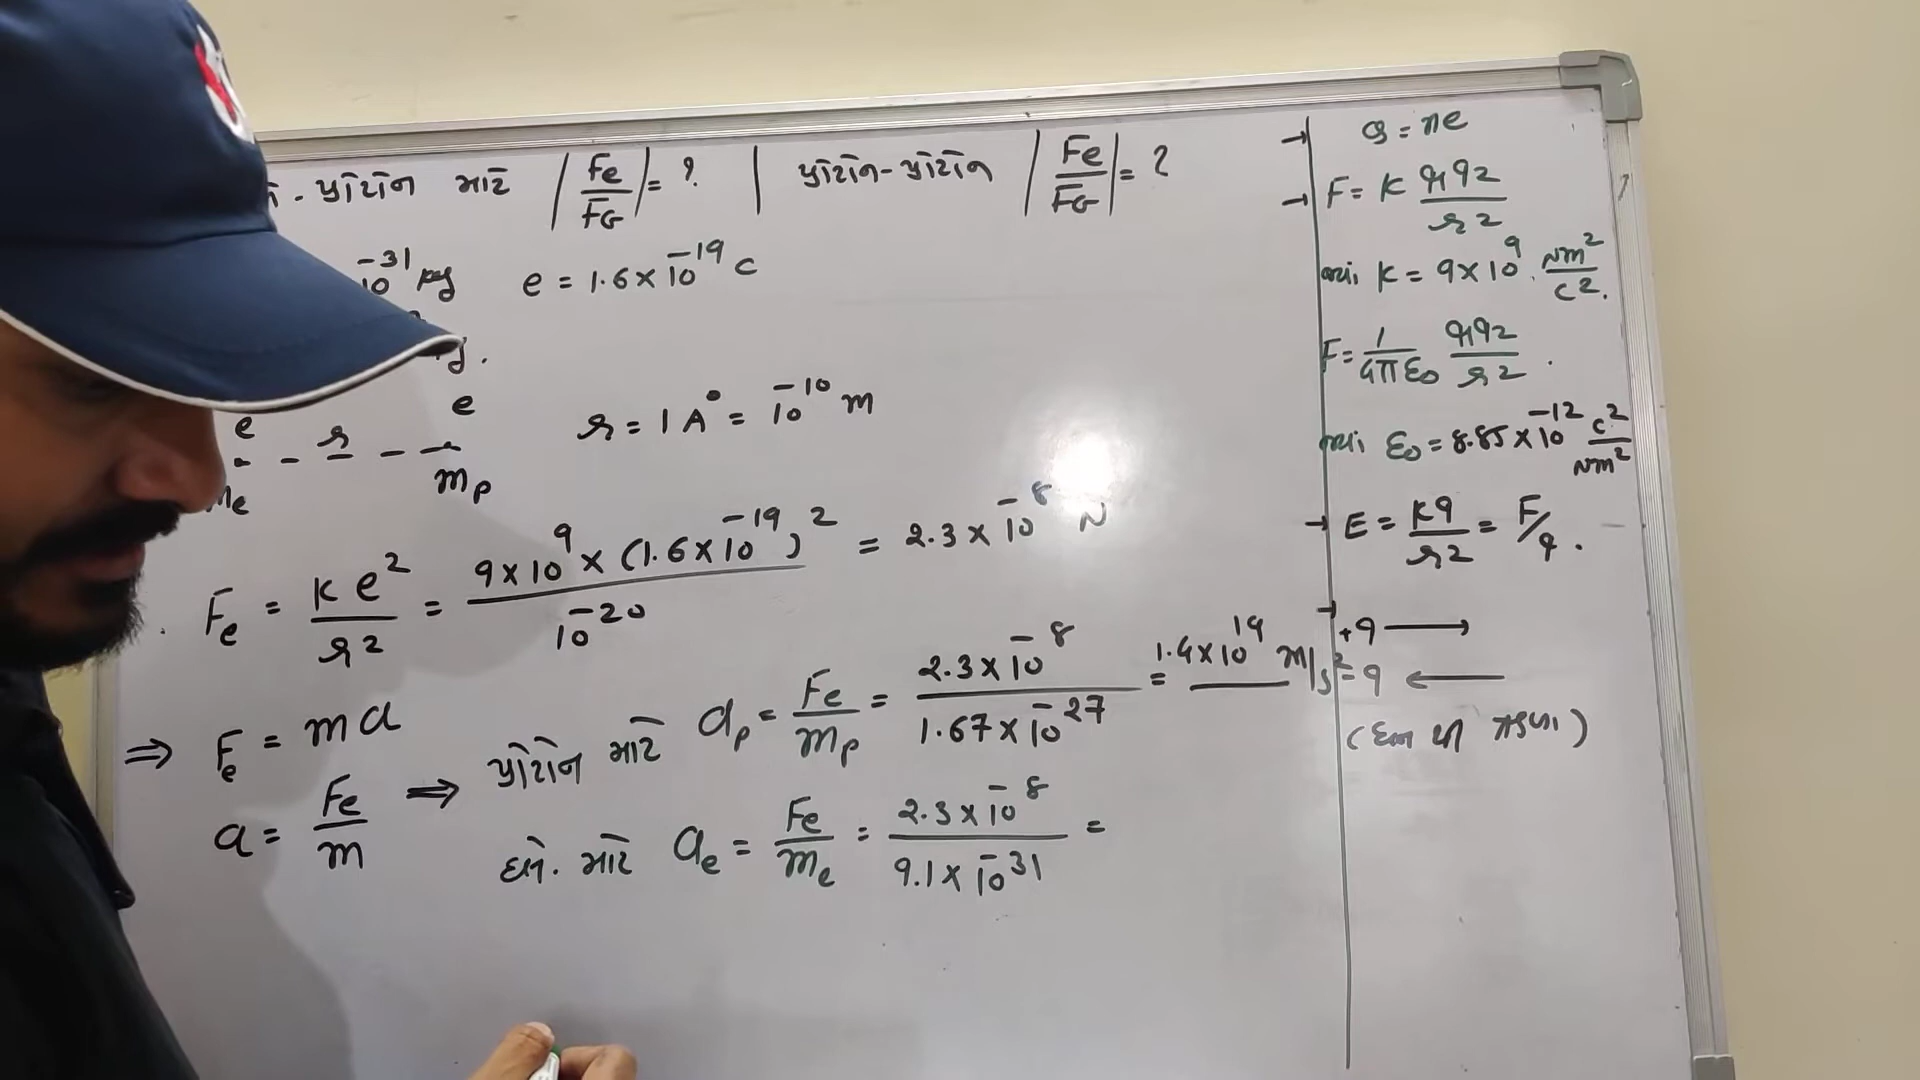 - પ્રોટોન માટે |Fe/FG| = ? | પ્રોટોન-પ્રોટોન |Fe/FG| = ?
10^-31 kg e = 1.6 × 10^-19 C
e r e
me mp
r = 1 A° = 10^-10 m
Fe = Ke²/r² = 9×10^9 × (1.6×10^-19)²/10^-20 = 2.3 × 10^-8 N
⇒ Fe = ma
a = Fe/m ⇒ પ્રોટોન માટે ap = Fe/mp = 2.3×10^-8/1.67×10^-27 = 1.4×10^19 m/s²
ઇલે. માટે ae = Fe/me = 2.3×10^-8/9.1×10^-31 =
→ Q = ne
→ F = K q1q2/r2
જ્યાં K = 9×10^9 . Nm²/C².
F = 1/4πε0 q1q2/r2 .
જ્યાં ε0 = 8.85×10^-12 C²/Nm²
→ E = Kq/r2 = F/q .
→ +q ⟶
-q ⟵
(ધન થી ઋણ)